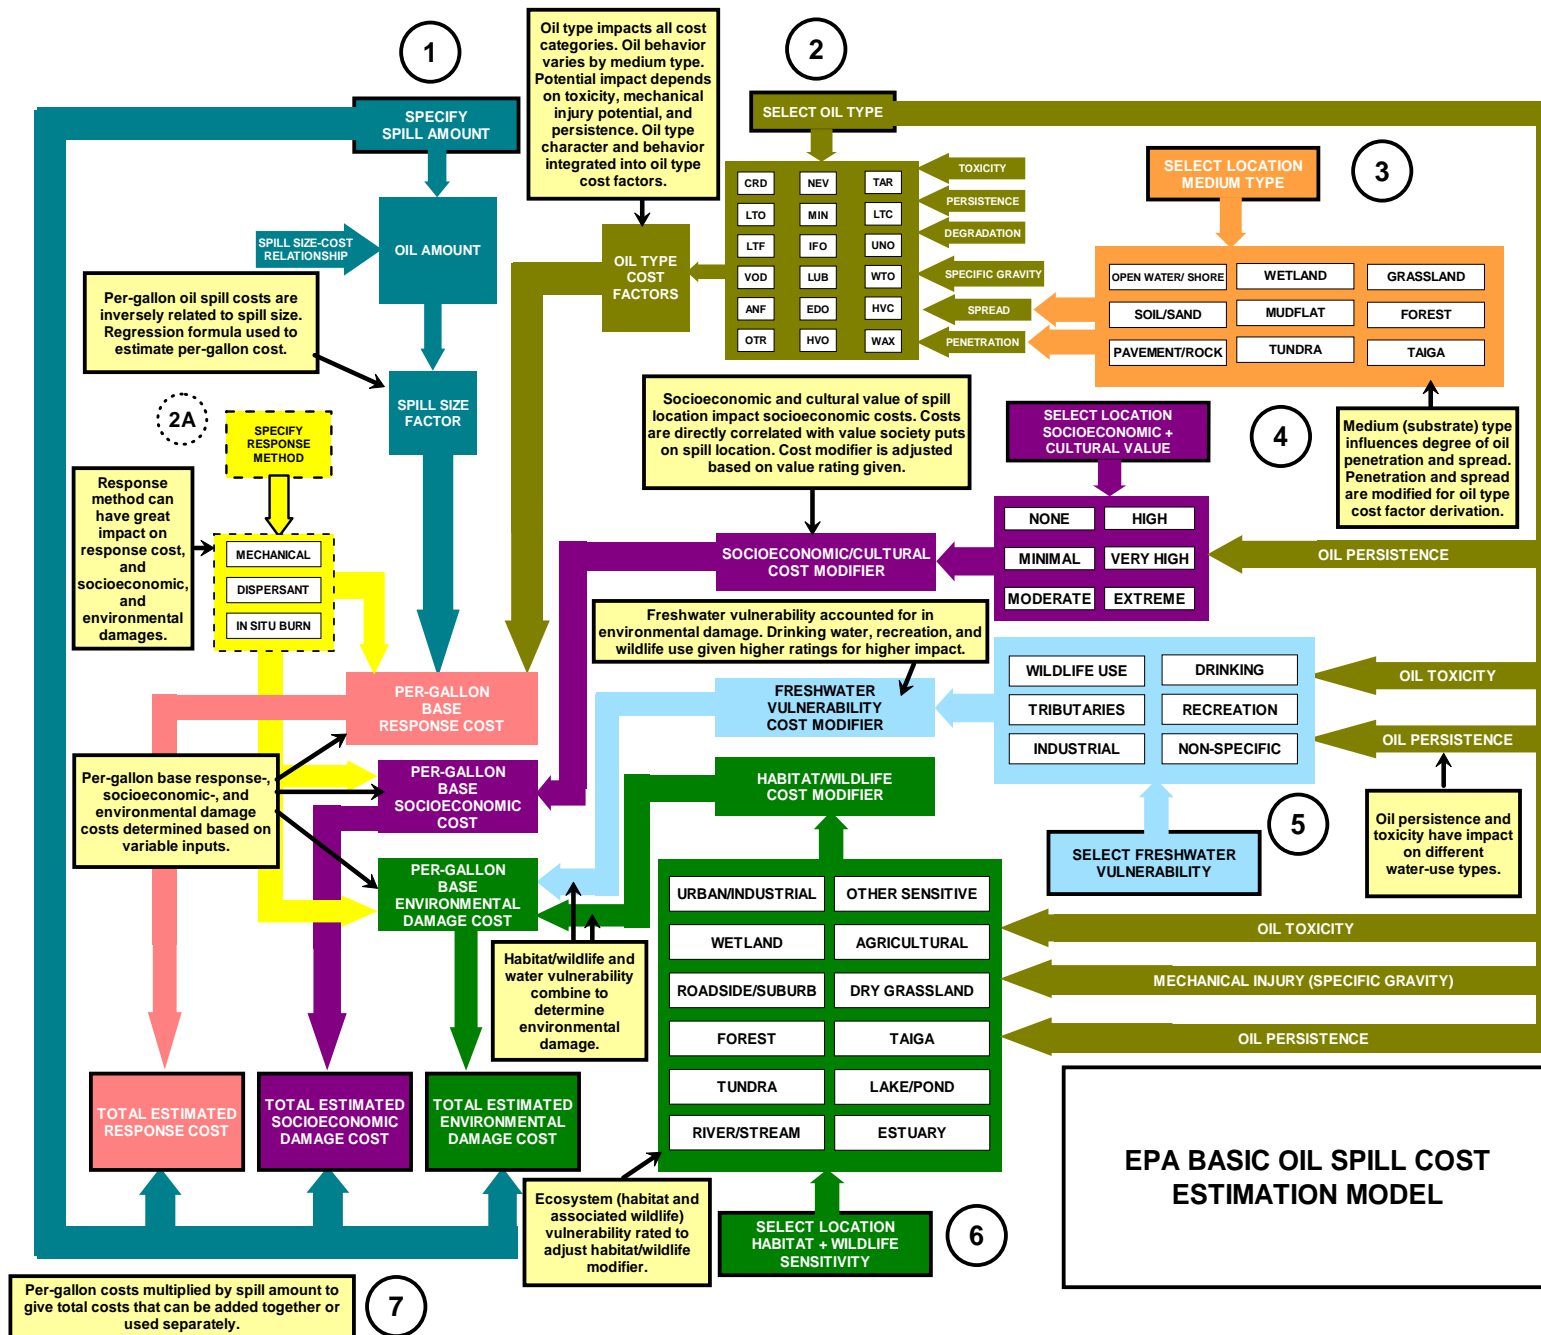 1
SPECIFY
SPILL AMOUNT
Oil type impacts all cost
categories. Oil behavior
varies by medium type.
Potential impact depends
on toxicity, mechanical
injury potential, and
persistence. Oil type
character and behavior
integrated into oil type
cost factors.
2
SELECT OIL TYPE
CRD NEV TAR
LTO MIN LTC
LTF IFO UNO
VOD LUB WTO
ANF EDO HVC
OTR HVO WAX
TOXICITY
PERSISTENCE
DEGRADATION
SPECIFIC GRAVITY
SPREAD
PENETRATION
SELECT LOCATION
MEDIUM TYPE
3
OPEN WATER/ SHORE WETLAND GRASSLAND
SOIL/SAND MUDFLAT FOREST
PAVEMENT/ROCK TUNDRA TAIGA
SPILL SIZE-COST
RELATIONSHIP
OIL AMOUNT
OIL TYPE
COST
FACTORS
Per-gallon oil spill costs are
inversely related to spill size.
Regression formula used to
estimate per-gallon cost.
SPILL SIZE
FACTOR
2A
SPECIFY
RESPONSE
METHOD
Response
method can
have great
impact on
response cost,
and
socioeconomic,
and
environmental
damages.
MECHANICAL
DISPERSANT
IN SITU BURN
Socioeconomic and cultural value of spill
location impact socioeconomic costs. Costs
are directly correlated with value society puts
on spill location. Cost modifier is adjusted
based on value rating given.
SELECT LOCATION
SOCIOECONOMIC +
CULTURAL VALUE
4
Medium (substrate) type
influences degree of oil
penetration and spread.
Penetration and spread
are modified for oil type
cost factor derivation.
NONE HIGH
MINIMAL VERY HIGH
MODERATE EXTREME
OIL PERSISTENCE
SOCIOECONOMIC/CULTURAL
COST MODIFIER
Freshwater vulnerability accounted for in
environmental damage. Drinking water, recreation, and
wildlife use given higher ratings for higher impact.
FRESHWATER
VULNERABILITY
COST MODIFIER
WILDLIFE USE DRINKING
TRIBUTARIES RECREATION
INDUSTRIAL NON-SPECIFIC
OIL TOXICITY
OIL PERSISTENCE
PER-GALLON
BASE
RESPONSE COST
Per-gallon base response-,
socioeconomic-, and
environmental damage
costs determined based on
variable inputs.
PER-GALLON
BASE
SOCIOECONOMIC
COST
HABITAT/WILDLIFE
COST MODIFIER
SELECT FRESHWATER
VULNERABILITY
5
Oil persistence and
toxicity have impact
on different
water-use types.
PER-GALLON
BASE
ENVIRONMENTAL
DAMAGE COST
Habitat/wildlife and
water vulnerability
combine to
determine
environmental
damage.
URBAN/INDUSTRIAL OTHER SENSITIVE
WETLAND AGRICULTURAL
ROADSIDE/SUBURB DRY GRASSLAND
FOREST TAIGA
TUNDRA LAKE/POND
RIVER/STREAM ESTUARY
OIL TOXICITY
MECHANICAL INJURY (SPECIFIC GRAVITY)
OIL PERSISTENCE
TOTAL ESTIMATED
RESPONSE COST
TOTAL ESTIMATED
SOCIOECONOMIC
DAMAGE COST
TOTAL ESTIMATED
ENVIRONMENTAL
DAMAGE COST
Ecosystem (habitat and
associated wildlife)
vulnerability rated to
adjust habitat/wildlife
modifier.
SELECT LOCATION
HABITAT + WILDLIFE
SENSITIVITY
6
EPA BASIC OIL SPILL COST
ESTIMATION MODEL
Per-gallon costs multiplied by spill amount to
give total costs that can be added together or
used separately.
7